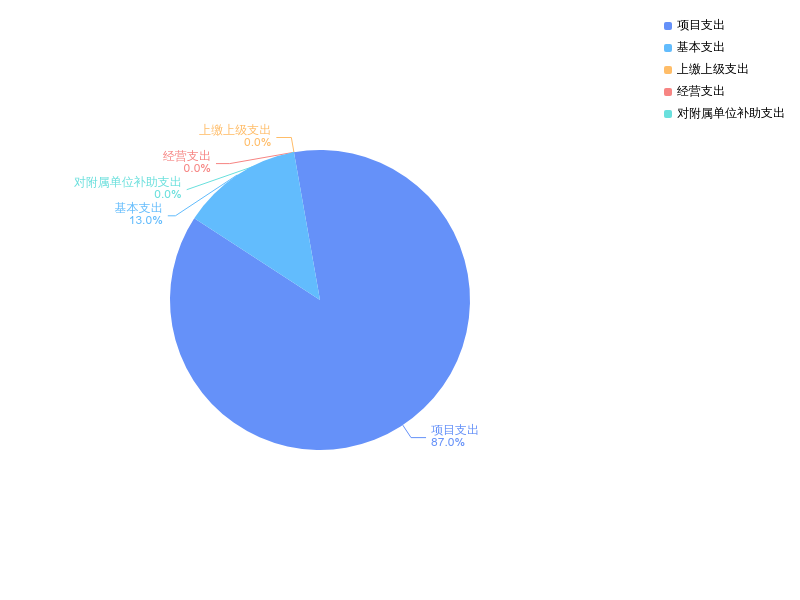 项目支出
基本支出
上缴上级支出
经营支出
对附属单位补助支出
上缴上级支出
0.0%
经营支出
0.0%
对附属单位补助支出
0.0%
基本支出
13.0%
项目支出
87.0%